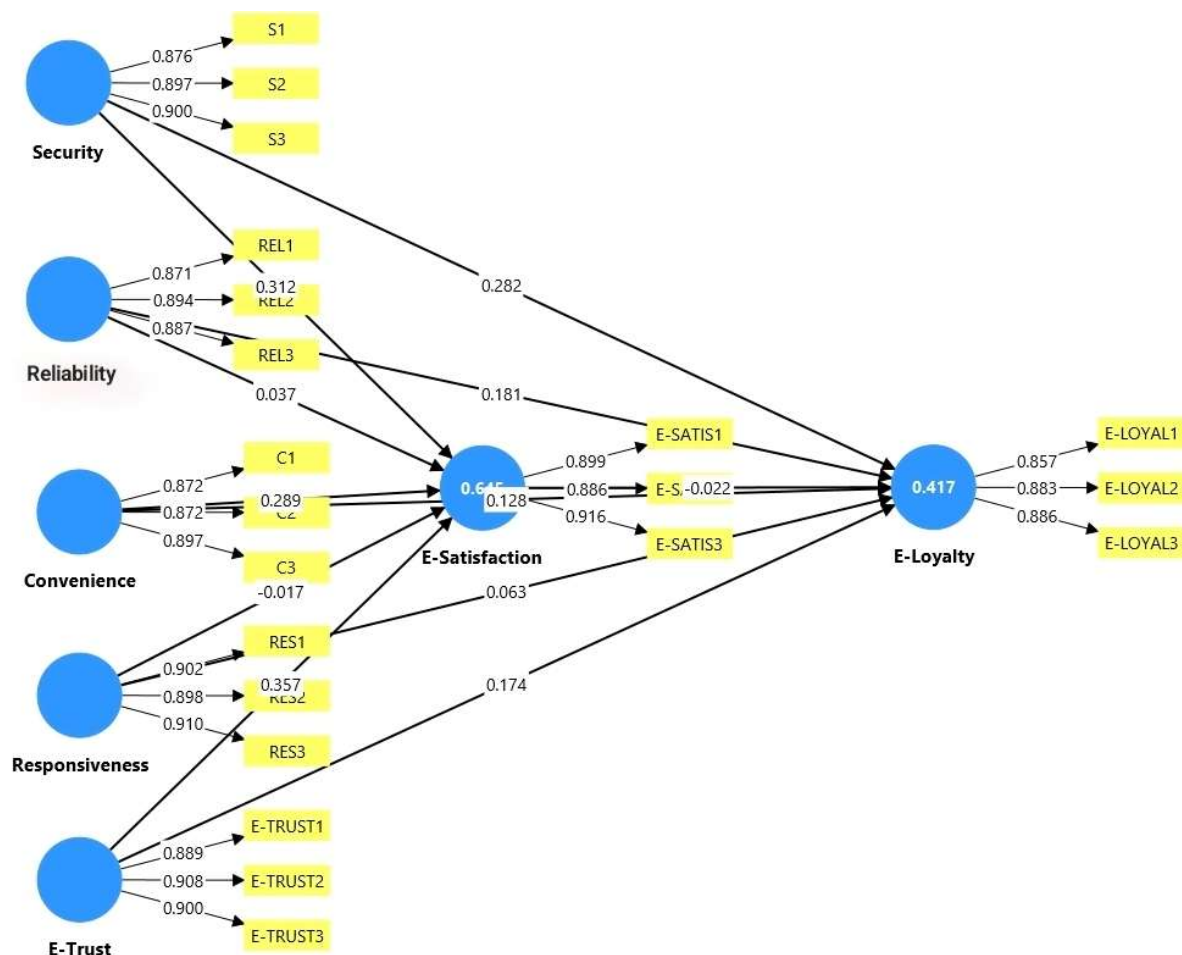 S1
0.876
0.897
S2
0.900
S3
Security
REL1
0.871
0.312
0.894
REL2
0.887
REL3
Reliability
0.037
0.282
0.181
C1
0.872
0.289
0.872
C2
0.897
C3
Convenience
-0.017
E-SATIS1
0.899
0.128
0.886
-0.022
0.916
E-SATIS3
E-Satisfaction
0.063
RES1
0.902
0.357
0.898
RES2
0.910
RES3
Responsiveness
0.174
0.417
E-Loyalty
E-LOYAL1
0.857
0.883
E-LOYAL2
0.886
E-LOYAL3
E-TRUST1
0.889
0.908
E-TRUST2
0.900
E-TRUST3
E-Trust